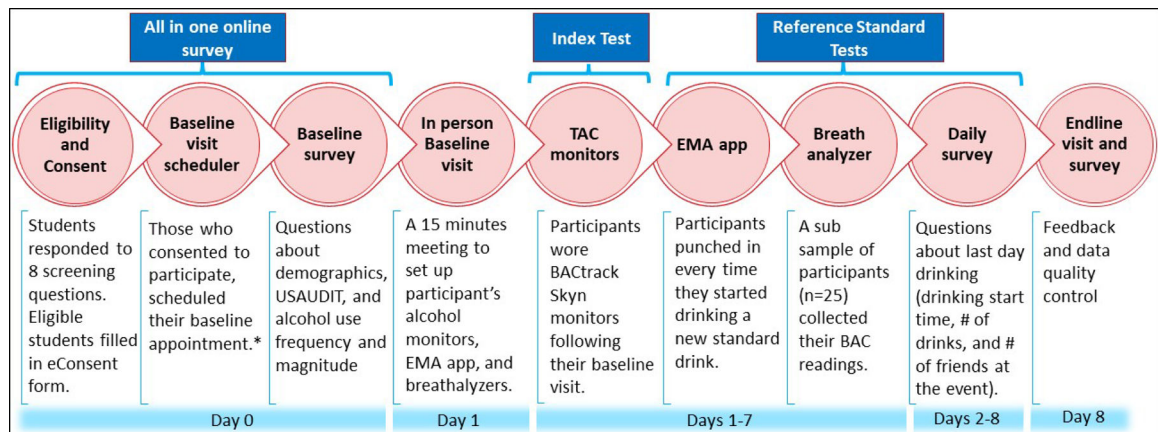 All in one online
survey
Index Test
Reference Standard
Tests
Eligibility
and
Consent
Baseline
visit
scheduler
Baseline
survey
In person
Baseline
visit
TAC
monitors
EMA app
Breath
analyzer
Daily
survey
Endline
visit and
survey
Students
responded to
8 screening
questions.
Eligible
students filled
in eConsent
form.
Those who
consented to
participate,
scheduled
their baseline
appointment.*
Questions
about
demographics,
USAUDIT, and
alcohol use
frequency and
magnitude
A 15 minutes
meeting to
set up
participant's
alcohol
monitors,
EMA app, and
breathalyzers.
Participants
wore
BACtrack
Skyn
monitors
following
their baseline
visit.
Participants
punched in
every time
they started
drinking a
new standard
drink.
A sub
sample of
participants
(n=25)
collected
their BAC
readings.
Questions
about last day
drinking
(drinking start
time, # of
drinks, and #
of friends at
the event).
Feedback
and data
quality
control
Day 0
Day 1
Days 1-7
Days 2-8
Day 8